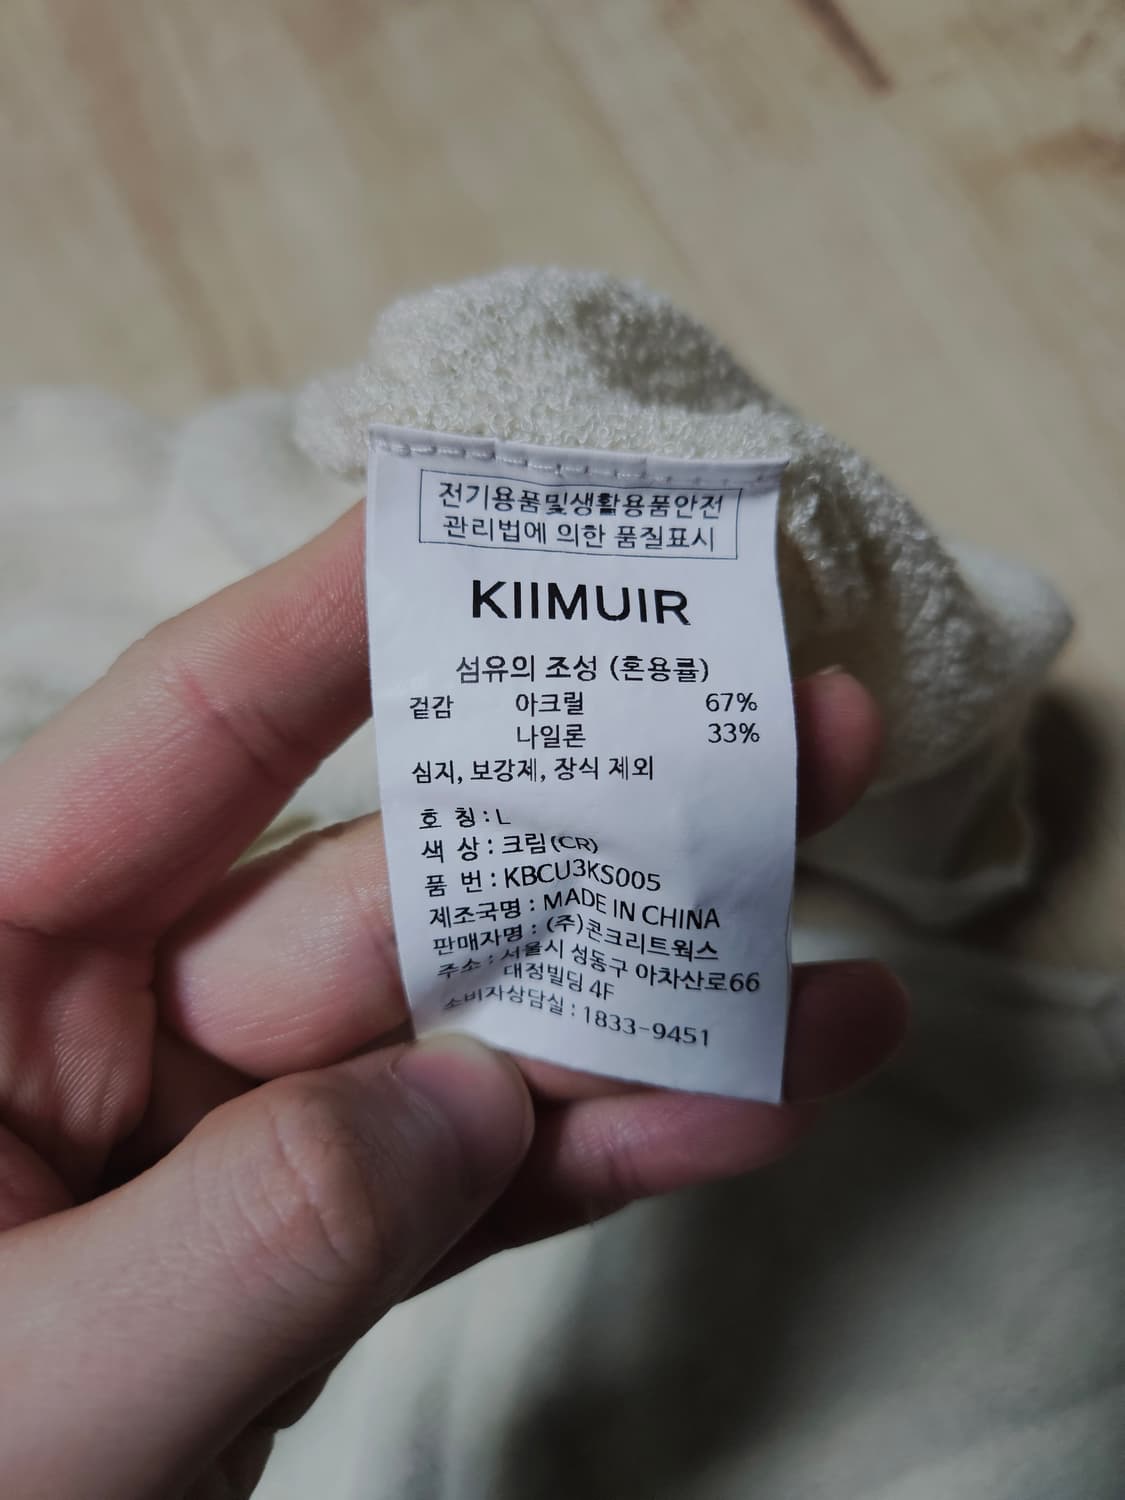 전기용품및생활용품안전
관리법에 의한 품질표시
KIIMUIR
섬유의 조성 (혼용률)
겉감 아크릴 67%
나일론 33%
심지, 보강제, 장식 제외
호 칭 : L
색 상 : 크림(CR)
품 번 : KBCU3KS005
제조국명 : MADE IN CHINA
판매자명 : (주)콘크리트웍스
주소 : 서울시 성동구 아차산로66
대정빌딩 4F
소비자상담실 : 1833-9451